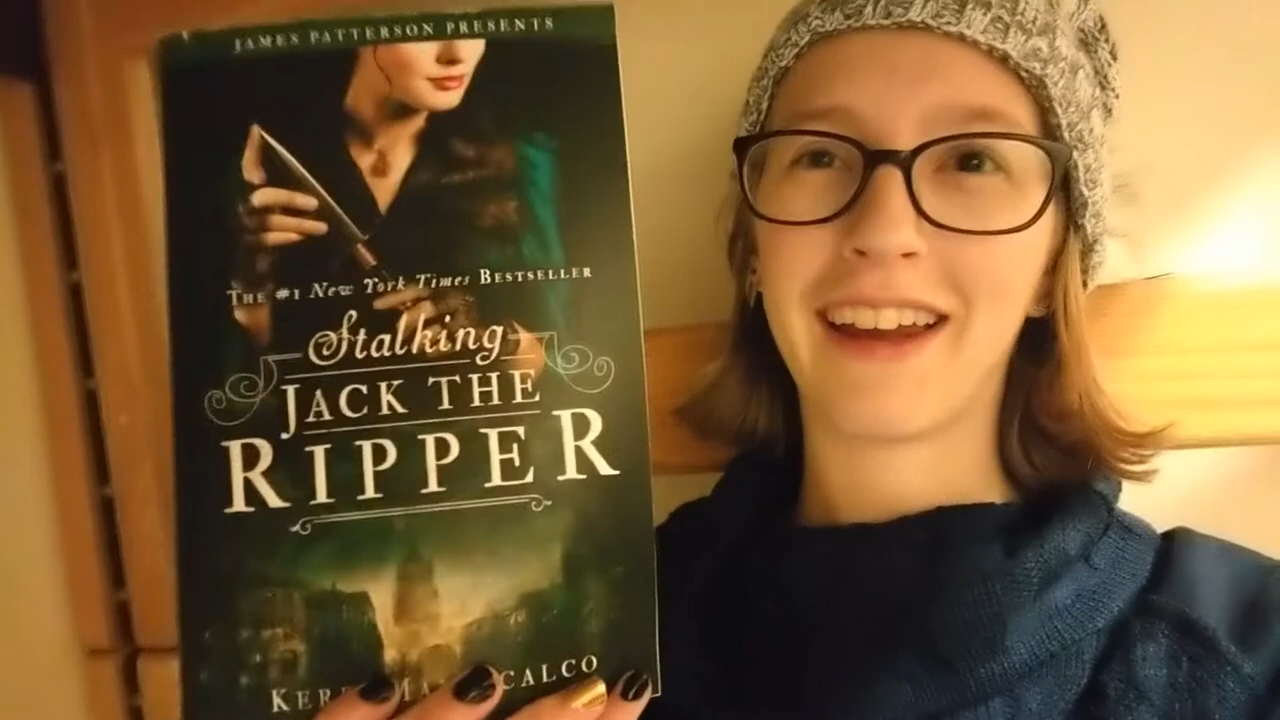 JAMES PATTERSON PRESENTS
THE #1 New York Times BESTSELLER
Stalking
JACK THE
RIPPER